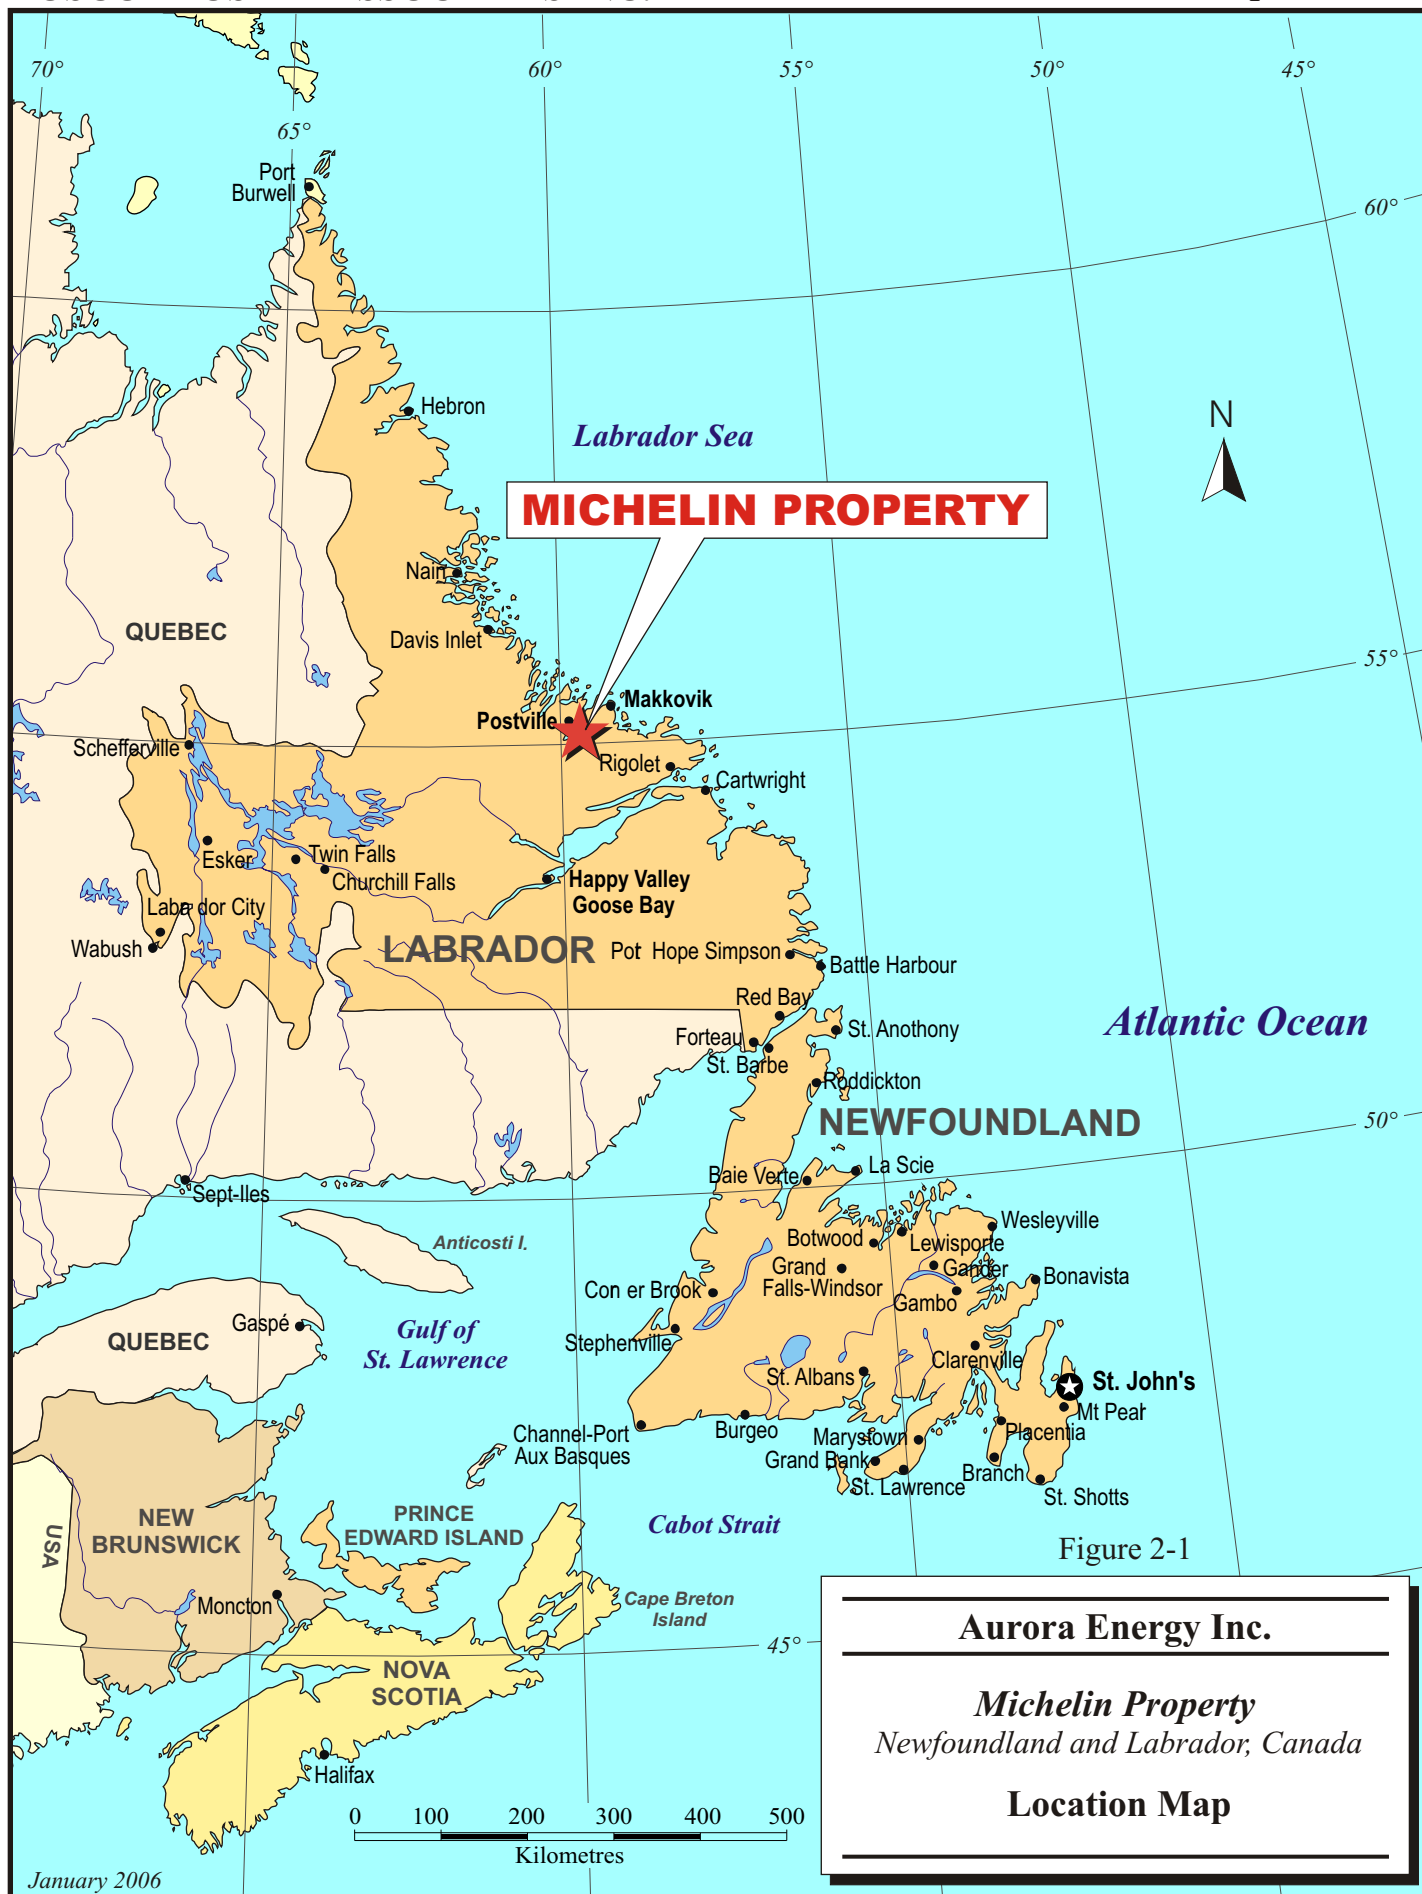 70°
60°
55°
50°
45°
65°
Port
Burwell
60°
Hebron
Labrador Sea
N
MICHELIN PROPERTY
Nain
QUEBEC
Davis Inlet
55°
Makkovik
Postville
Schefferville
Rigolet
Cartwright
Esker
Twin Falls
Churchill Falls
Happy Valley
Goose Bay
Laba dor City
Wabush
LABRADOR
Pot Hope Simpson
Battle Harbour
Red Bay
Atlantic Ocean
Forteau
St. Anothony
St. Barbe
Roddickton
NEWFOUNDLAND
50°
La Scie
Baie Verte
Sept-Iles
Wesleyville
Anticosti I.
Botwood
Lewisporte
Grand
Falls-Windsor
Gander
Bonavista
Con er Brook
Gambo
Gaspé
QUEBEC
Gulf of
St. Lawrence
Stephenville
Clarenville
St. Albans
St. John's
Mt Pearl
Channel-Port
Aux Basques
Burgeo
Placentia
Marystown
Grand Bank
St. Lawrence
Branch
St. Shotts
NEW
BRUNSWICK
USA
PRINCE
EDWARD ISLAND
Cabot Strait
Figure 2-1
Moncton
Cape Breton
Island
45°
NOVA
SCOTIA
Halifax
Aurora Energy Inc.
Michelin Property
Newfoundland and Labrador, Canada
Location Map
0 100 200 300 400 500
Kilometres
January 2006